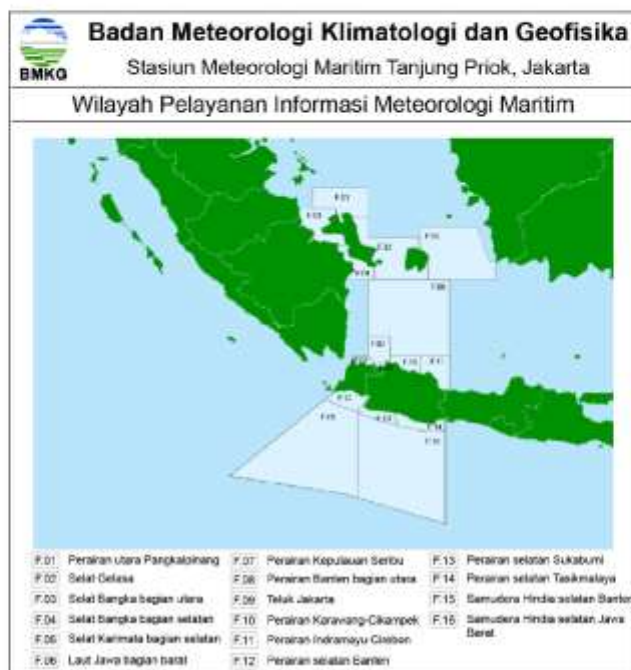 BMKG
Badan Meteorologi Klimatologi dan Geofisika
Stasiun Meteorologi Maritim Tanjung Priok, Jakarta
Wilayah Pelayanan Informasi Meteorologi Maritim
F.01 Perairan utara Pangkalpinang
F.02 Selat Gelasa
F.03 Selat Bangka bagian utara
F.04 Selat Bangka bagian selatan
F.05 Selat Karimata bagian selatan
F.06 Laut Jawa bagian barat
F.07 Perairan Kepulauan Seribu
F.08 Perairan Banten bagian utara
F.09 Teluk Jakarta
F.10 Perairan Karawang-Cikampek
F.11 Perairan Indramayu Cirebon
F.12 Perairan selatan Banten
F.13 Perairan selatan Sukabumi
F.14 Perairan selatan Tasikmalaya
F.15 Samudera Hindia selatan Banten
F.16 Samudera Hindia selatan Jawa
Barat